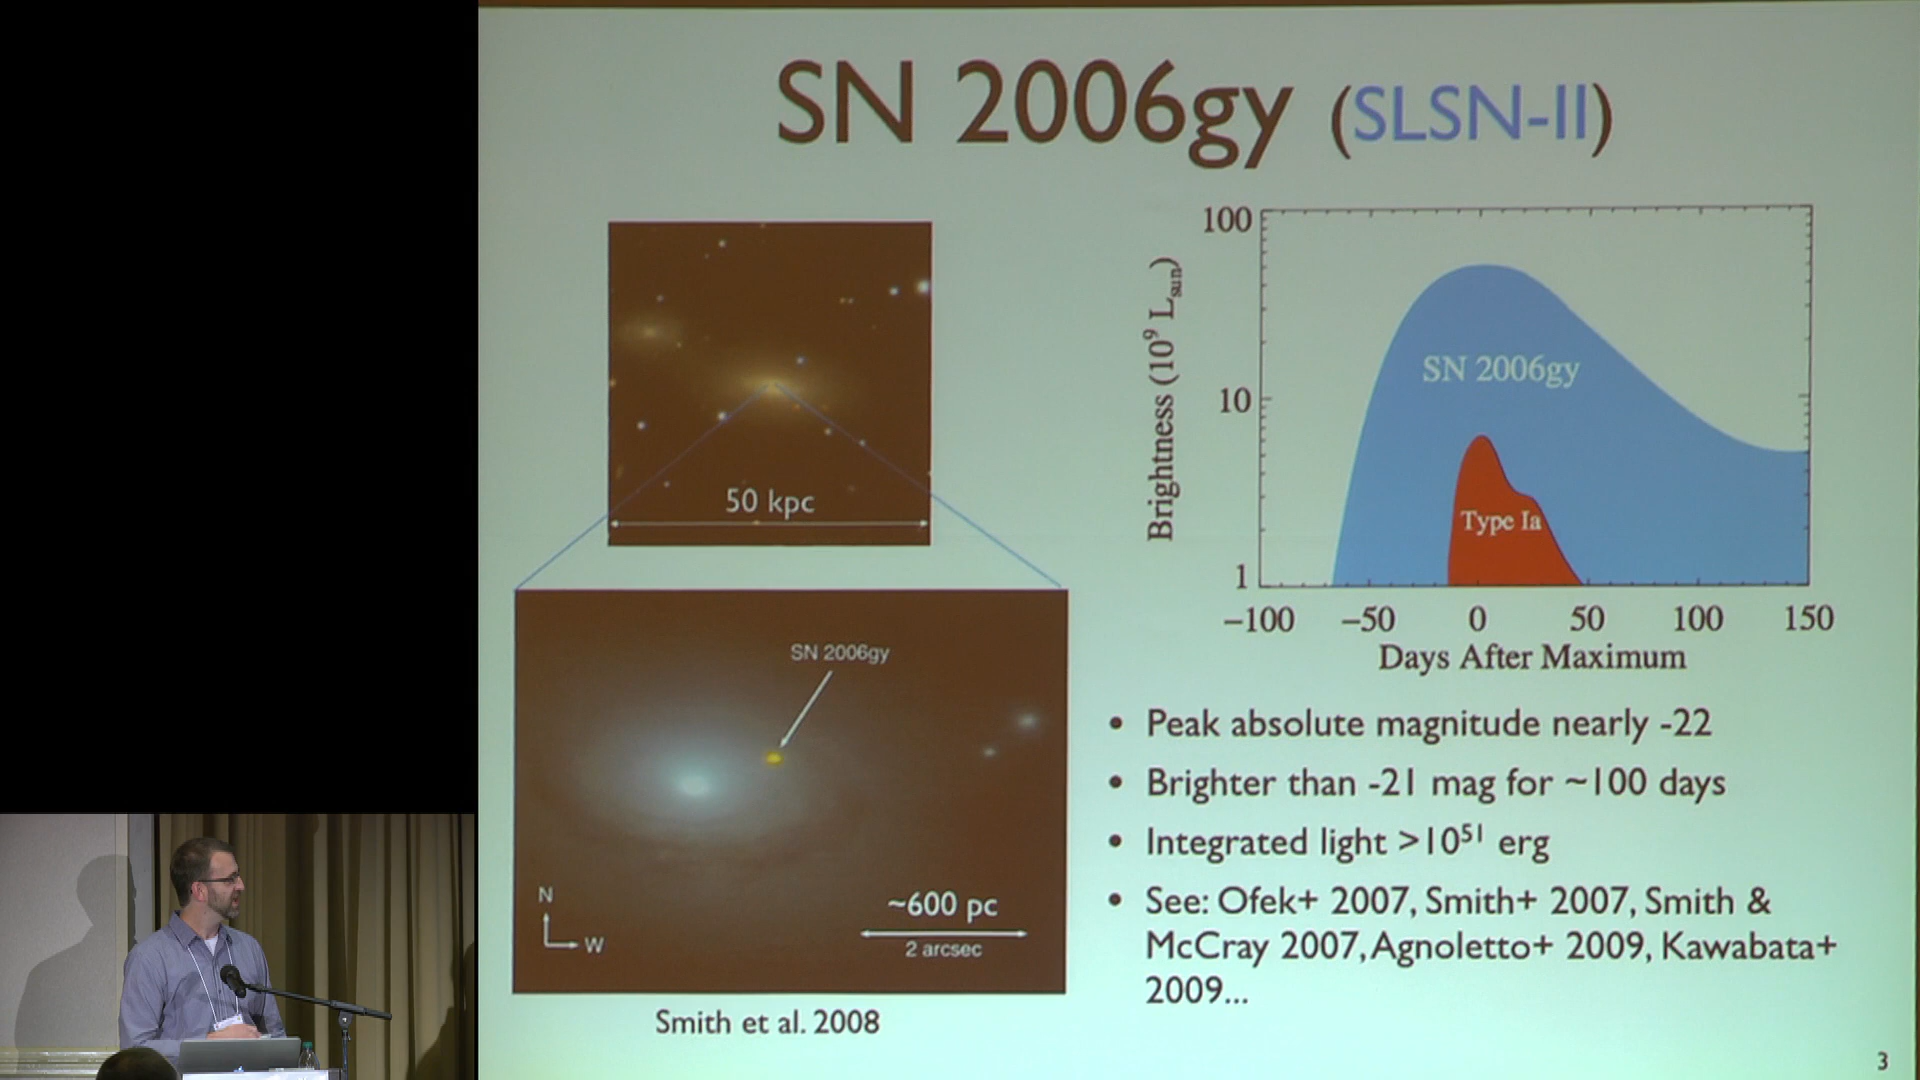 SN 2006gy (SLSN-II)
50 kpc
SN 2006gy
N
W
~600 pc
2 arcsec
Smith et al. 2008
Brightness (10⁹ Lsun)
100
10
1
SN 2006gy
Type Ia
−100 −50 0 50 100 150
Days After Maximum
• Peak absolute magnitude nearly -22
• Brighter than -21 mag for ~100 days
• Integrated light >10⁵¹ erg
• See: Ofek+ 2007, Smith+ 2007, Smith &
McCray 2007, Agnoletto+ 2009, Kawabata+
2009...
3